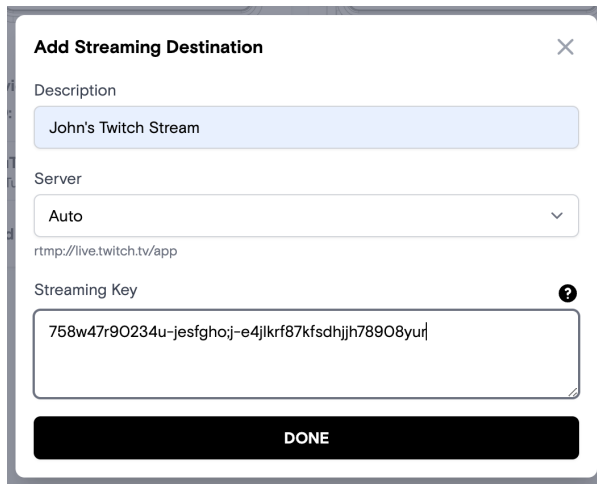 Add Streaming Destination
Description
John's Twitch Stream
Server
Auto
rtmp://live.twitch.tv/app
Streaming Key
?
758w47r90234u-jesfgho;j-e4jlkrf87kfsdhjjh78908yur
DONE